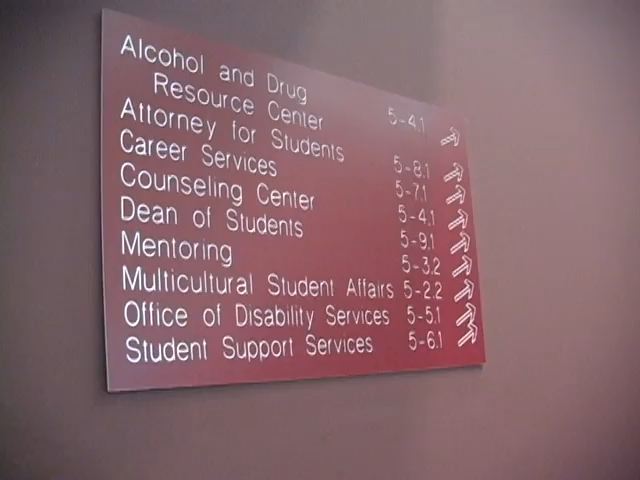 Alcohol and Drug
Resource Center 5-4.1
Attorney for Students 5-8.1
Career Services 5-7.1
Counseling Center 5-4.1
Dean of Students 5-9.1
Mentoring 5-3.2
Multicultural Student Affairs 5-2.2
Office of Disability Services 5-5.1
Student Support Services 5-6.1